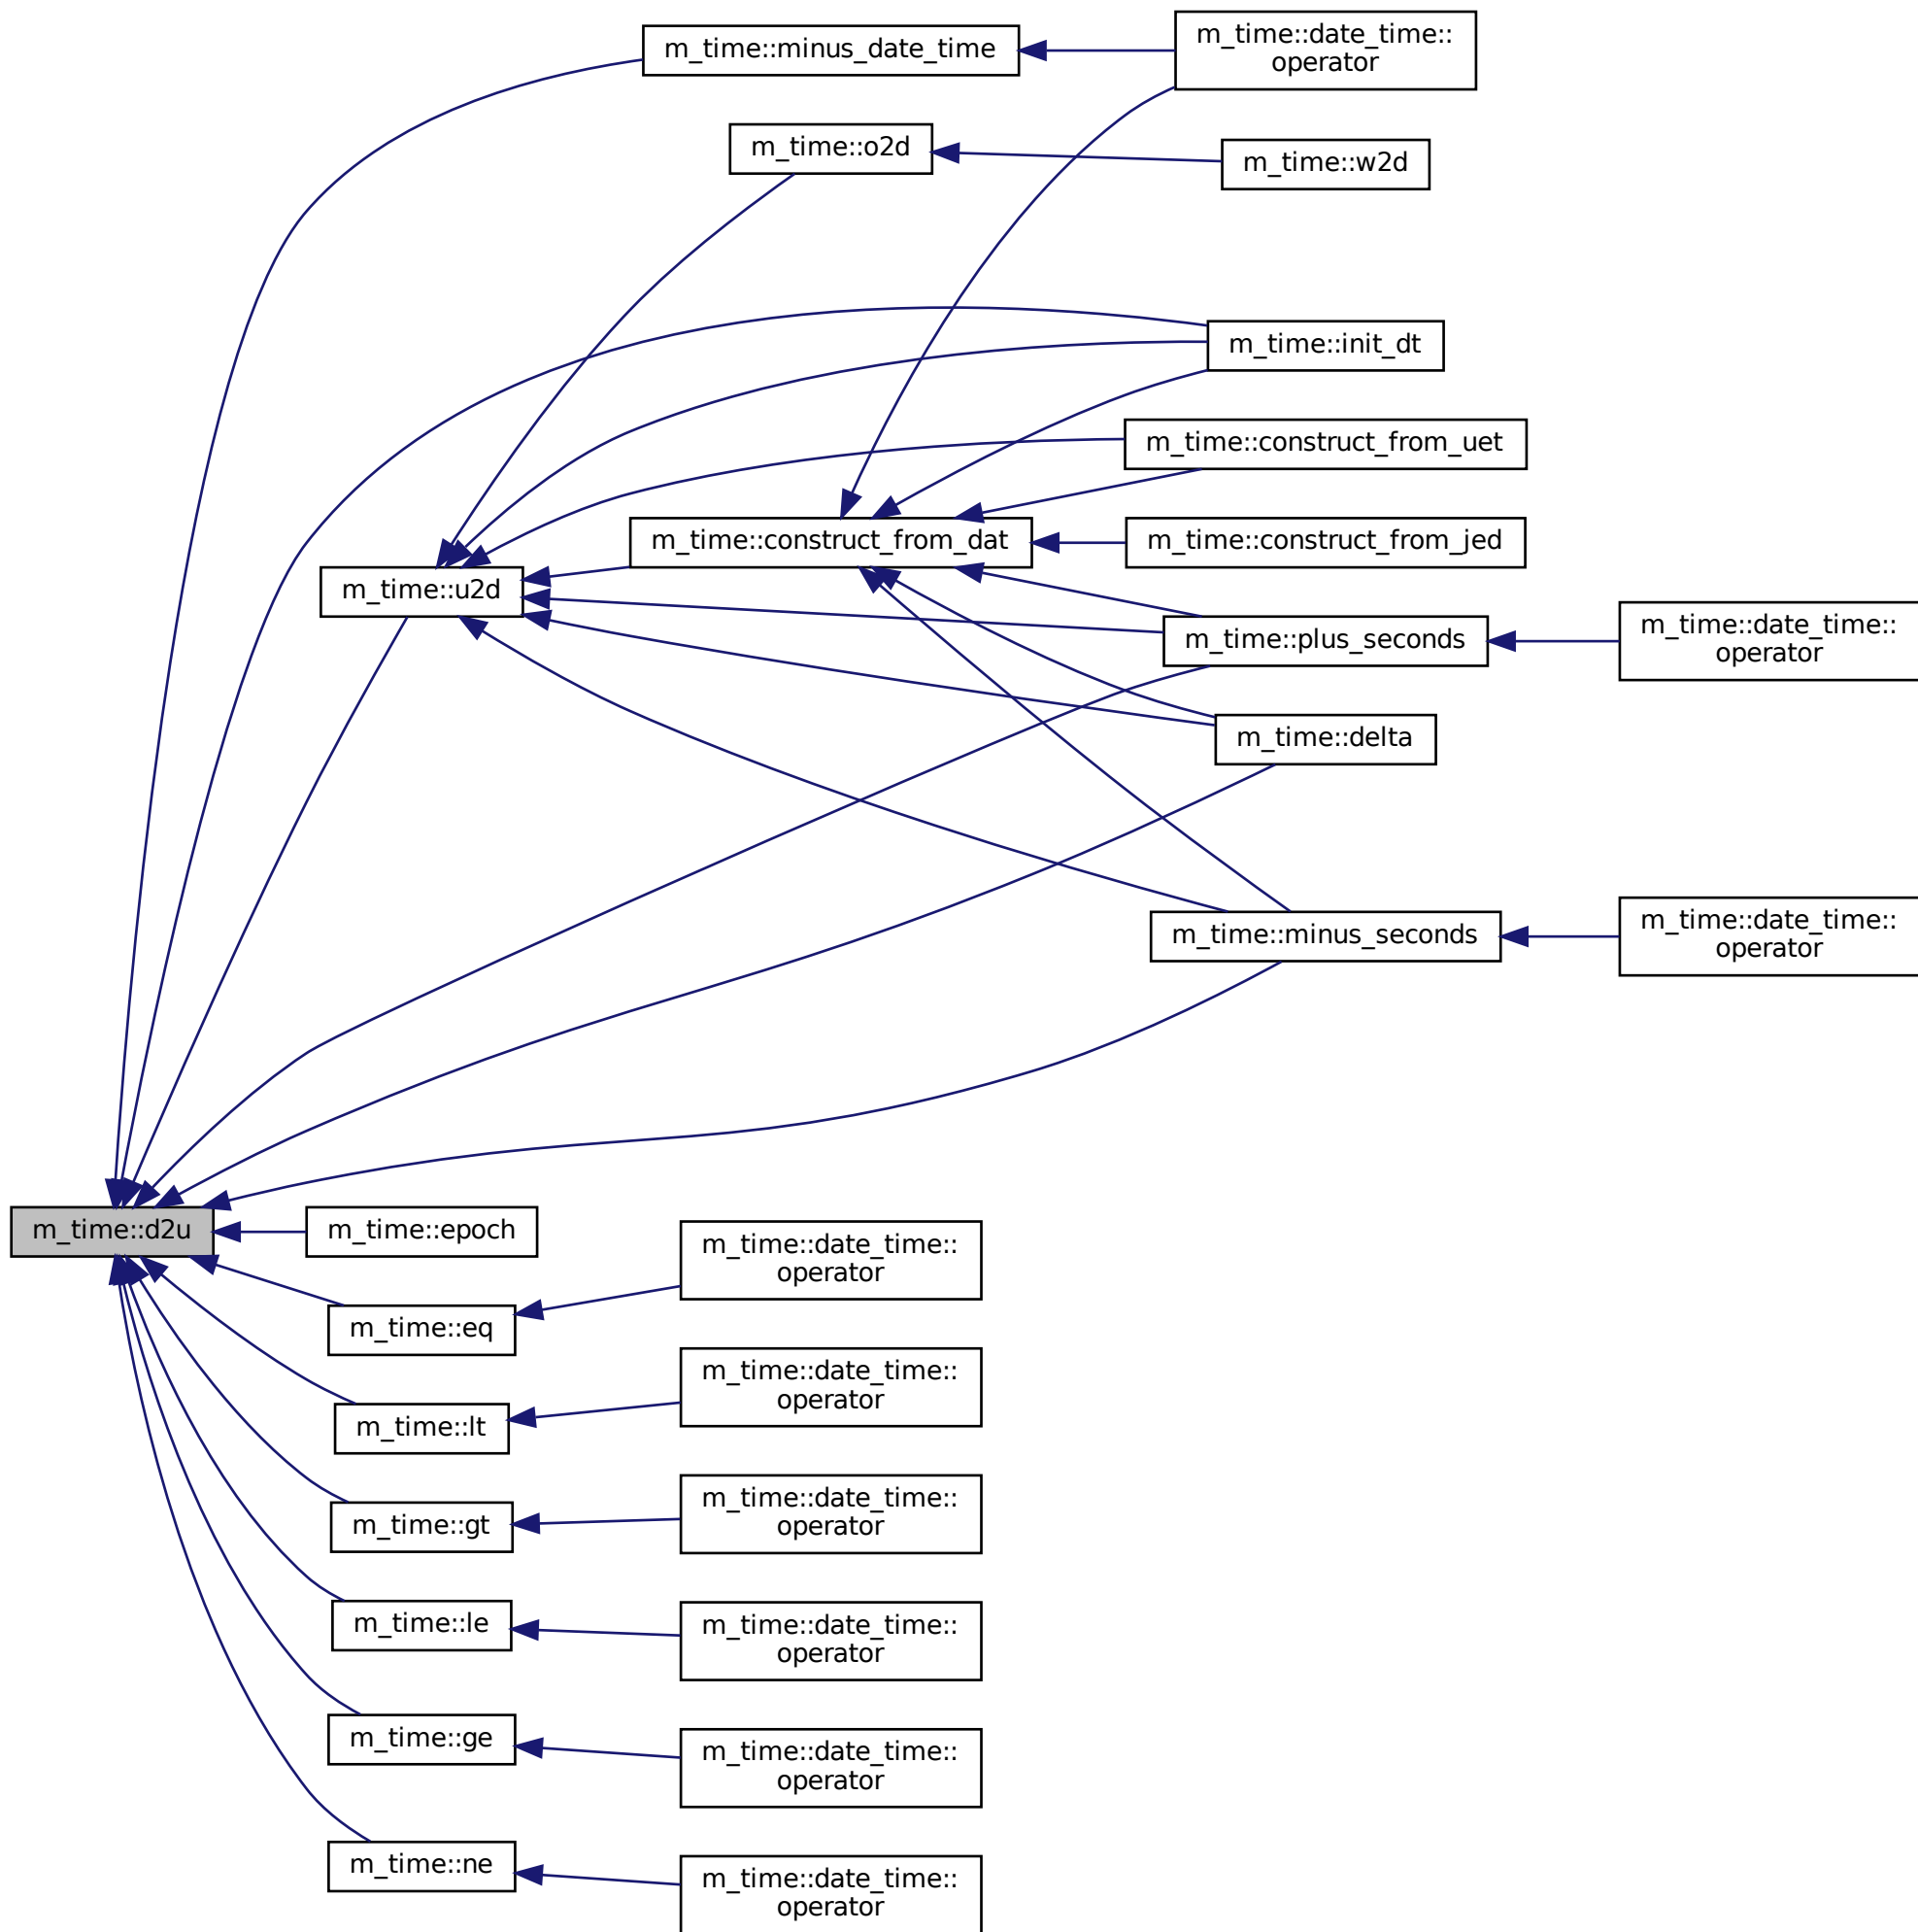 m_time::minus_date_time
m_time::date_time::
operator
m_time::o2d
m_time::w2d
m_time::init_dt
m_time::construct_from_uet
m_time::construct_from_dat
m_time::construct_from_jed
m_time::u2d
m_time::plus_seconds
m_time::date_time::
operator
m_time::delta
m_time::minus_seconds
m_time::date_time::
operator
m_time::d2u
m_time::epoch
m_time::date_time::
operator
m_time::eq
m_time::date_time::
operator
m_time::lt
m_time::date_time::
operator
m_time::gt
m_time::date_time::
operator
m_time::le
m_time::date_time::
operator
m_time::ge
m_time::date_time::
operator
m_time::ne